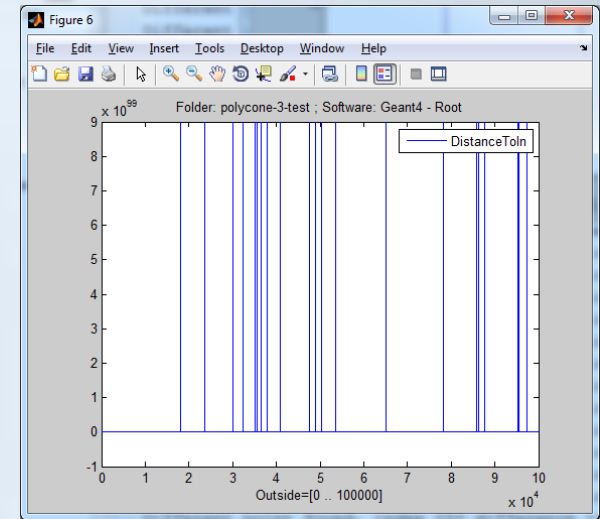 Figure 6
File Edit View Insert Tools Desktop Window Help
x 10^99
Folder: polycone-3-test ; Software: Geant4 - Root
DistanceToIn
9
8
7
6
5
4
3
2
1
0
-1
0 1 2 3 4 5 6 7 8 9 10
Outside=[0 .. 100000]
x 10^4